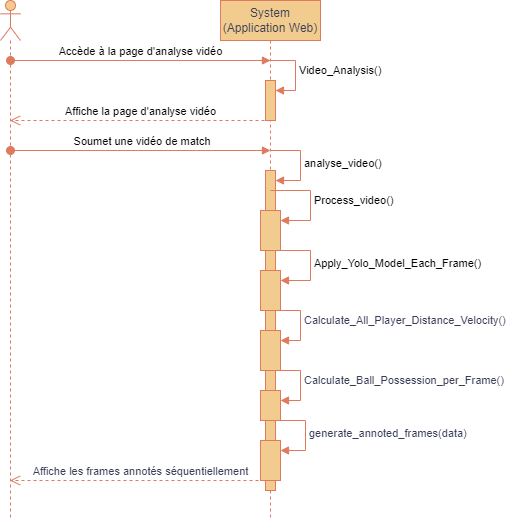 System
(Application Web)
Accède à la page d'analyse vidéo
Video_Analysis()
Affiche la page d'analyse vidéo
Soumet une vidéo de match
analyse_video()
Process_video()
Apply_Yolo_Model_Each_Frame()
Calculate_All_Player_Distance_Velocity()
Calculate_Ball_Possession_per_Frame()
generate_annoted_frames(data)
Affiche les frames annotés séquentiellement